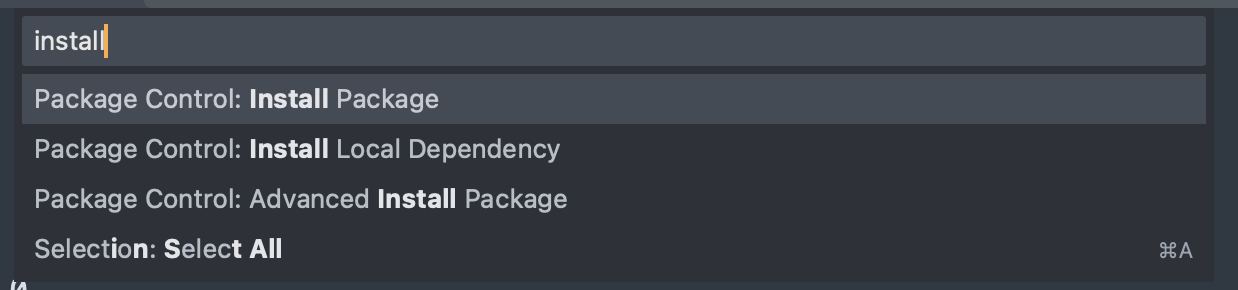 install
Package Control: Install Package
Package Control: Install Local Dependency
Package Control: Advanced Install Package
Selection: Select All ⌘A